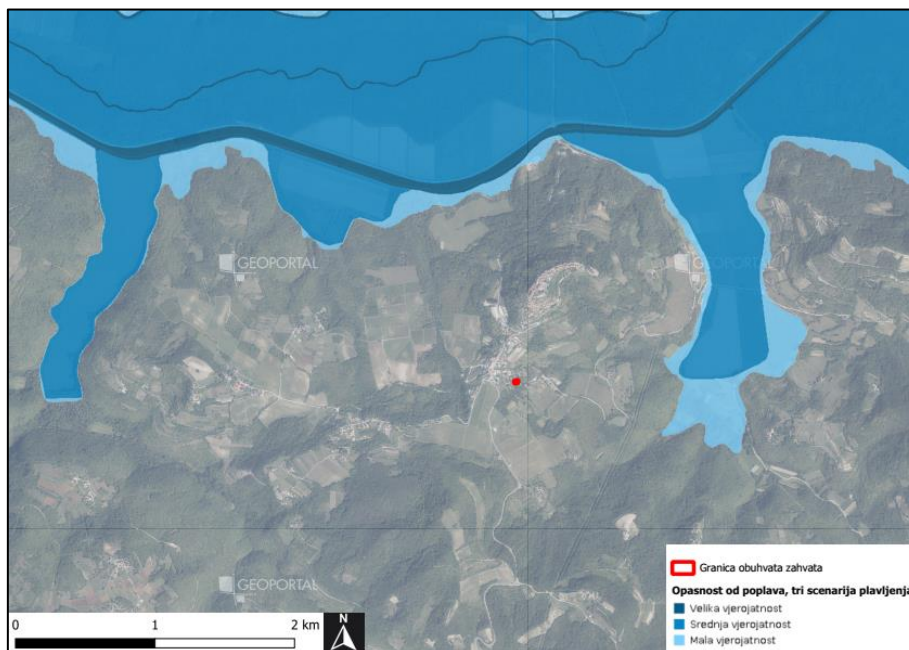 GEOPORTAL
GEOPORTAL
GEOPORTAL
0 1 2 km
N
Granica obuhvata zahvata
Opasnost od poplava, tri scenarija plavljenja
Velika vjerojatnost
Srednja vjerojatnost
Mala vjerojatnost